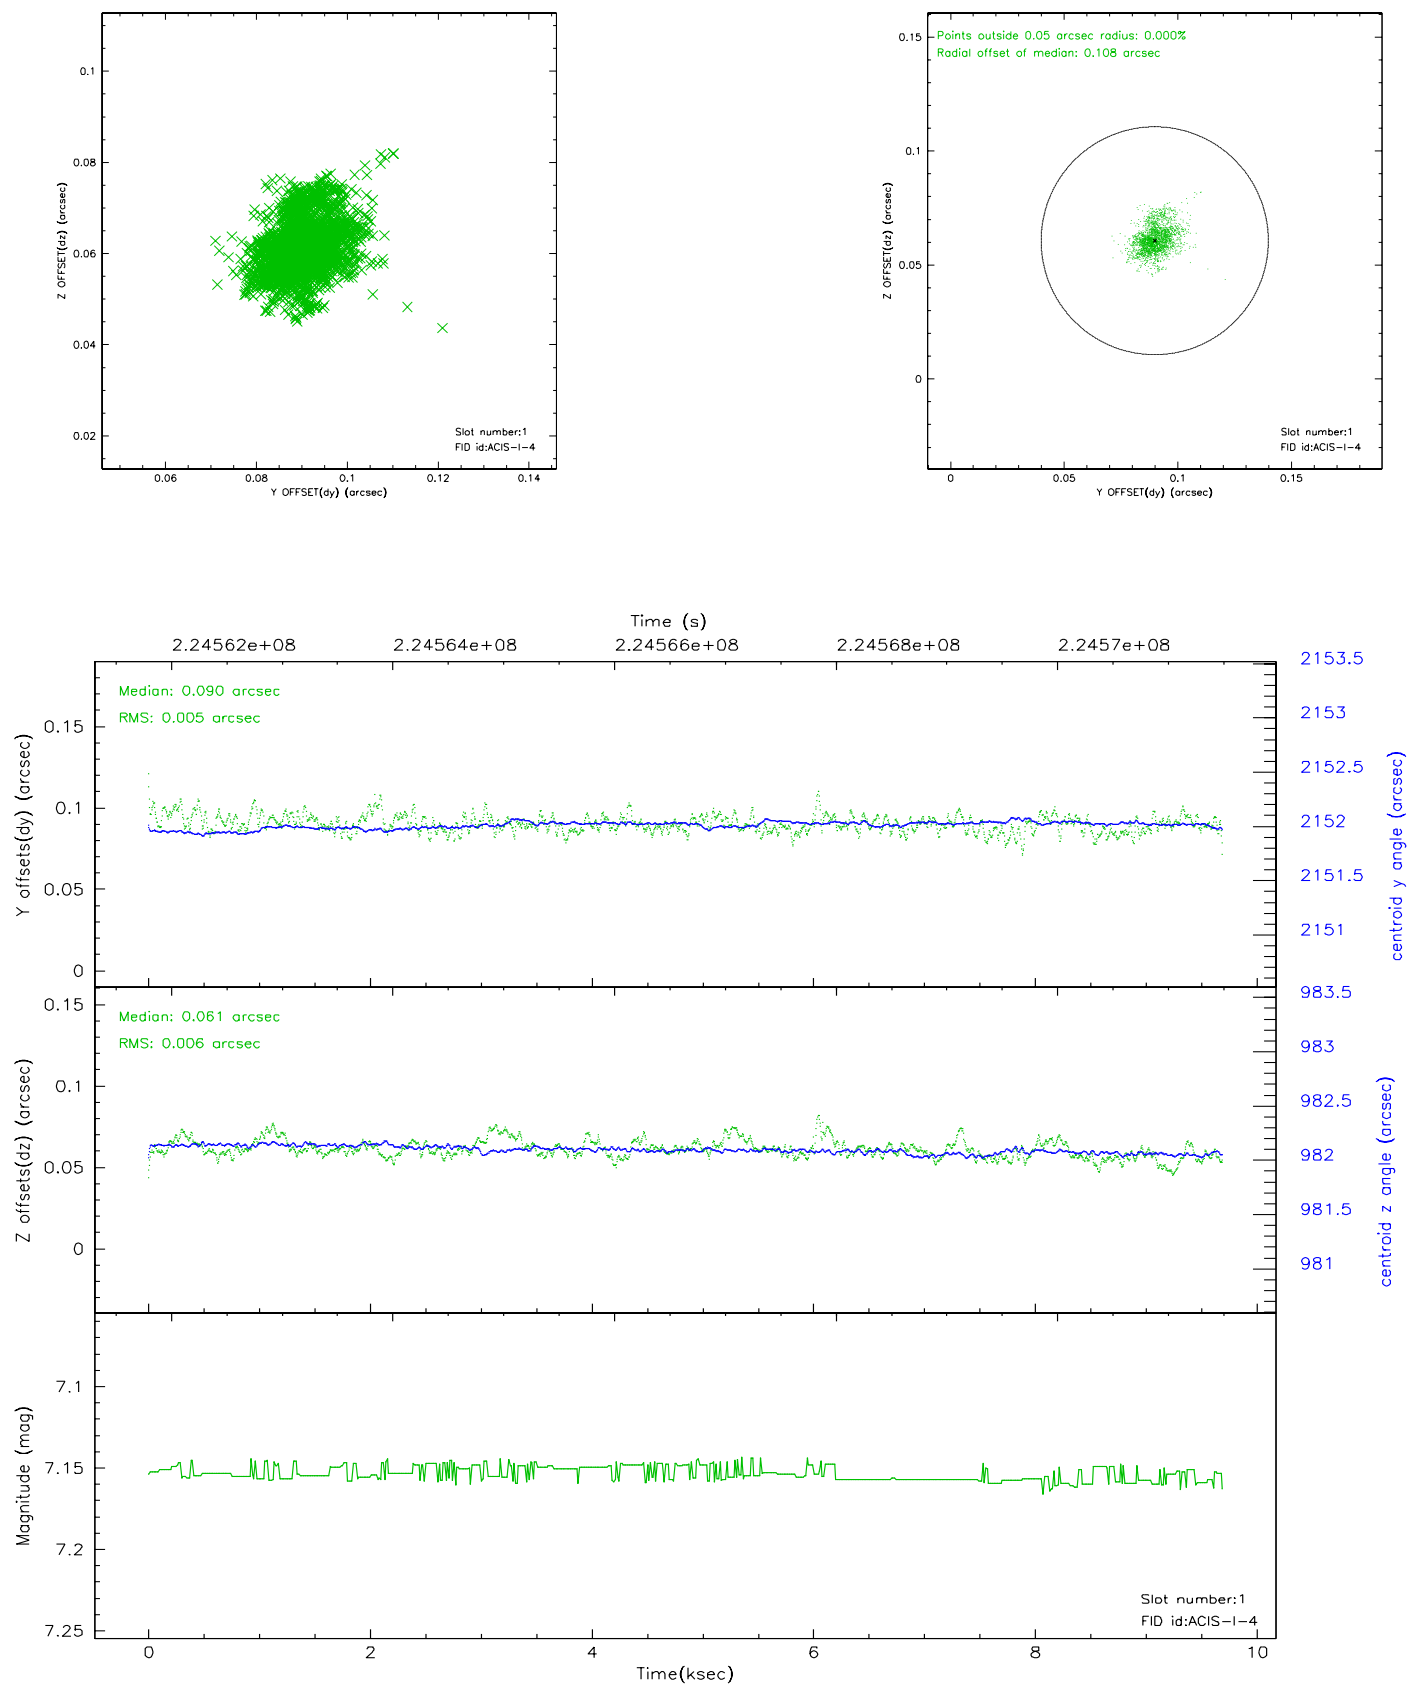 0.1
0.08
0.06
0.04
0.02
Z OFFSET(dz) (arcsec)
0.06 0.08 0.1 0.12 0.14
Y OFFSET(dy) (arcsec)
Slot number:1
FID id:ACIS-I-4
Points outside 0.05 arcsec radius: 0.000%
Radial offset of median: 0.108 arcsec
0.15
0.1
0.05
0
Z OFFSET(dz) (arcsec)
0 0.05 0.1 0.15
Y OFFSET(dy) (arcsec)
Slot number:1
FID id:ACIS-I-4
Time (s)
2.24562e+08 2.24564e+08 2.24566e+08 2.24568e+08 2.2457e+08
Median: 0.090 arcsec
RMS: 0.005 arcsec
0.15
0.1
0.05
0
Y offsets(dy) (arcsec)
2153.5
2153
2152.5
2152
2151.5
2151
centroid y angle (arcsec)
Median: 0.061 arcsec
RMS: 0.006 arcsec
0.15
0.1
0.05
0
Z offsets(dz) (arcsec)
983.5
983
982.5
982
981.5
981
centroid z angle (arcsec)
7.1
7.15
7.2
7.25
Magnitude (mag)
Slot number:1
FID id:ACIS-I-4
0 2 4 6 8 10
Time(ksec)